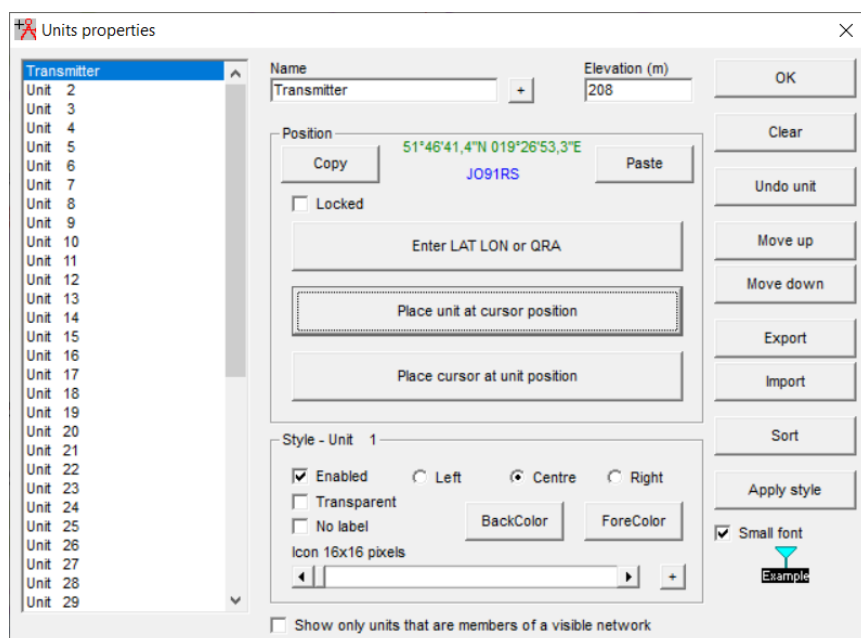 Units properties
Transmitter
Unit 2
Unit 3
Unit 4
Unit 5
Unit 6
Unit 7
Unit 8
Unit 9
Unit 10
Unit 11
Unit 12
Unit 13
Unit 14
Unit 15
Unit 16
Unit 17
Unit 18
Unit 19
Unit 20
Unit 21
Unit 22
Unit 23
Unit 24
Unit 25
Unit 26
Unit 27
Unit 28
Unit 29
Name
Transmitter
+
Elevation (m)
208
Position
Copy
51°46'41,4"N 019°26'53,3"E
JO91RS
Paste
Locked
Enter LAT LON or QRA
Place unit at cursor position
Place cursor at unit position
Style - Unit 1
Enabled Left Centre Right
Transparent
No label
BackColor
ForeColor
Icon 16x16 pixels
+
Show only units that are members of a visible network
OK
Clear
Undo unit
Move up
Move down
Export
Import
Sort
Apply style
Small font
Example